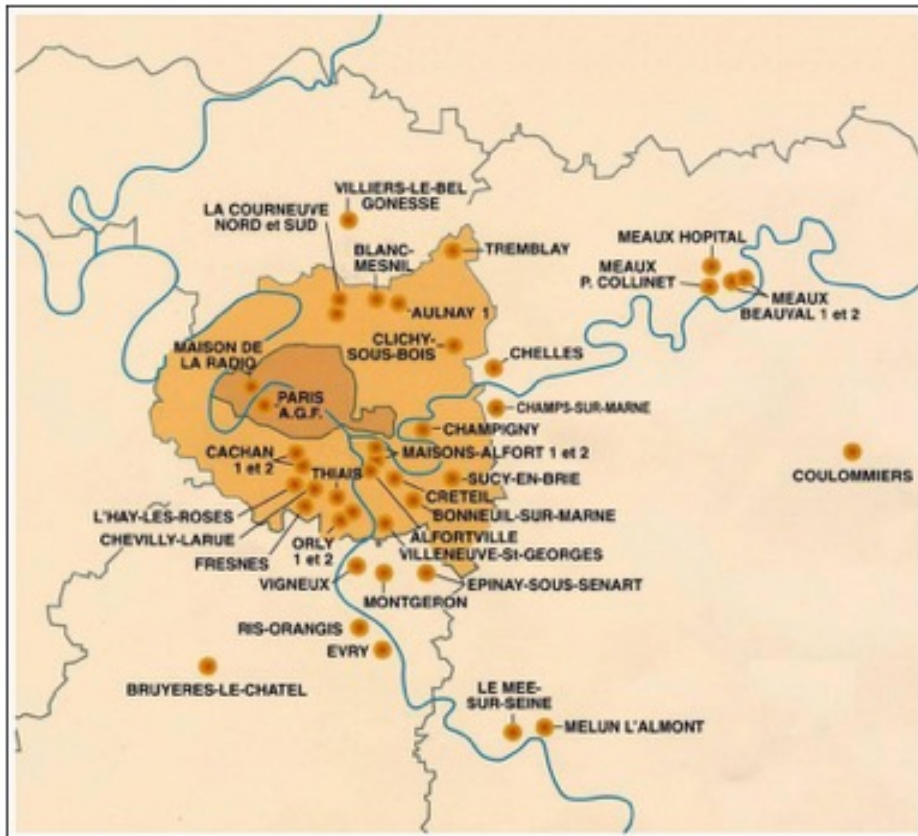 VILLIERS-LE-BEL
GONESSE
LA COURNEUVE
NORD et SUD
BLANC-
MESNIL
TREMBLAY
MEAUX HOPITAL
MEAUX
P. COLLINET
MEAUX
BEAUVAL 1 et 2
AULNAY 1
CLICHY-
SOUS-BOIS
CHELLES
MAISON DE
LA RADIO
PARIS
A.G.F.
CHAMPS-SUR-MARNE
CHAMPIGNY
CACHAN
1 et 2
THIAIS
MAISONS-ALFORT 1 et 2
SUCY-EN-BRIE
COULOMMIERS
CRETEIL
L'HAY-LES-ROSES
BONNEUIL-SUR-MARNE
CHEVILLY-LARUE
ALFORTVILLE
FRESNES
ORLY
1 et 2
VILLENEUVE-St-GEORGES
VIGNEUX
EPINAY-SOUS-SENART
MONTGERON
RIS-ORANGIS
EVRY
BRUYERES-LE-CHATEL
LE MEE-
SUR-SEINE
MELUN L'ALMONT